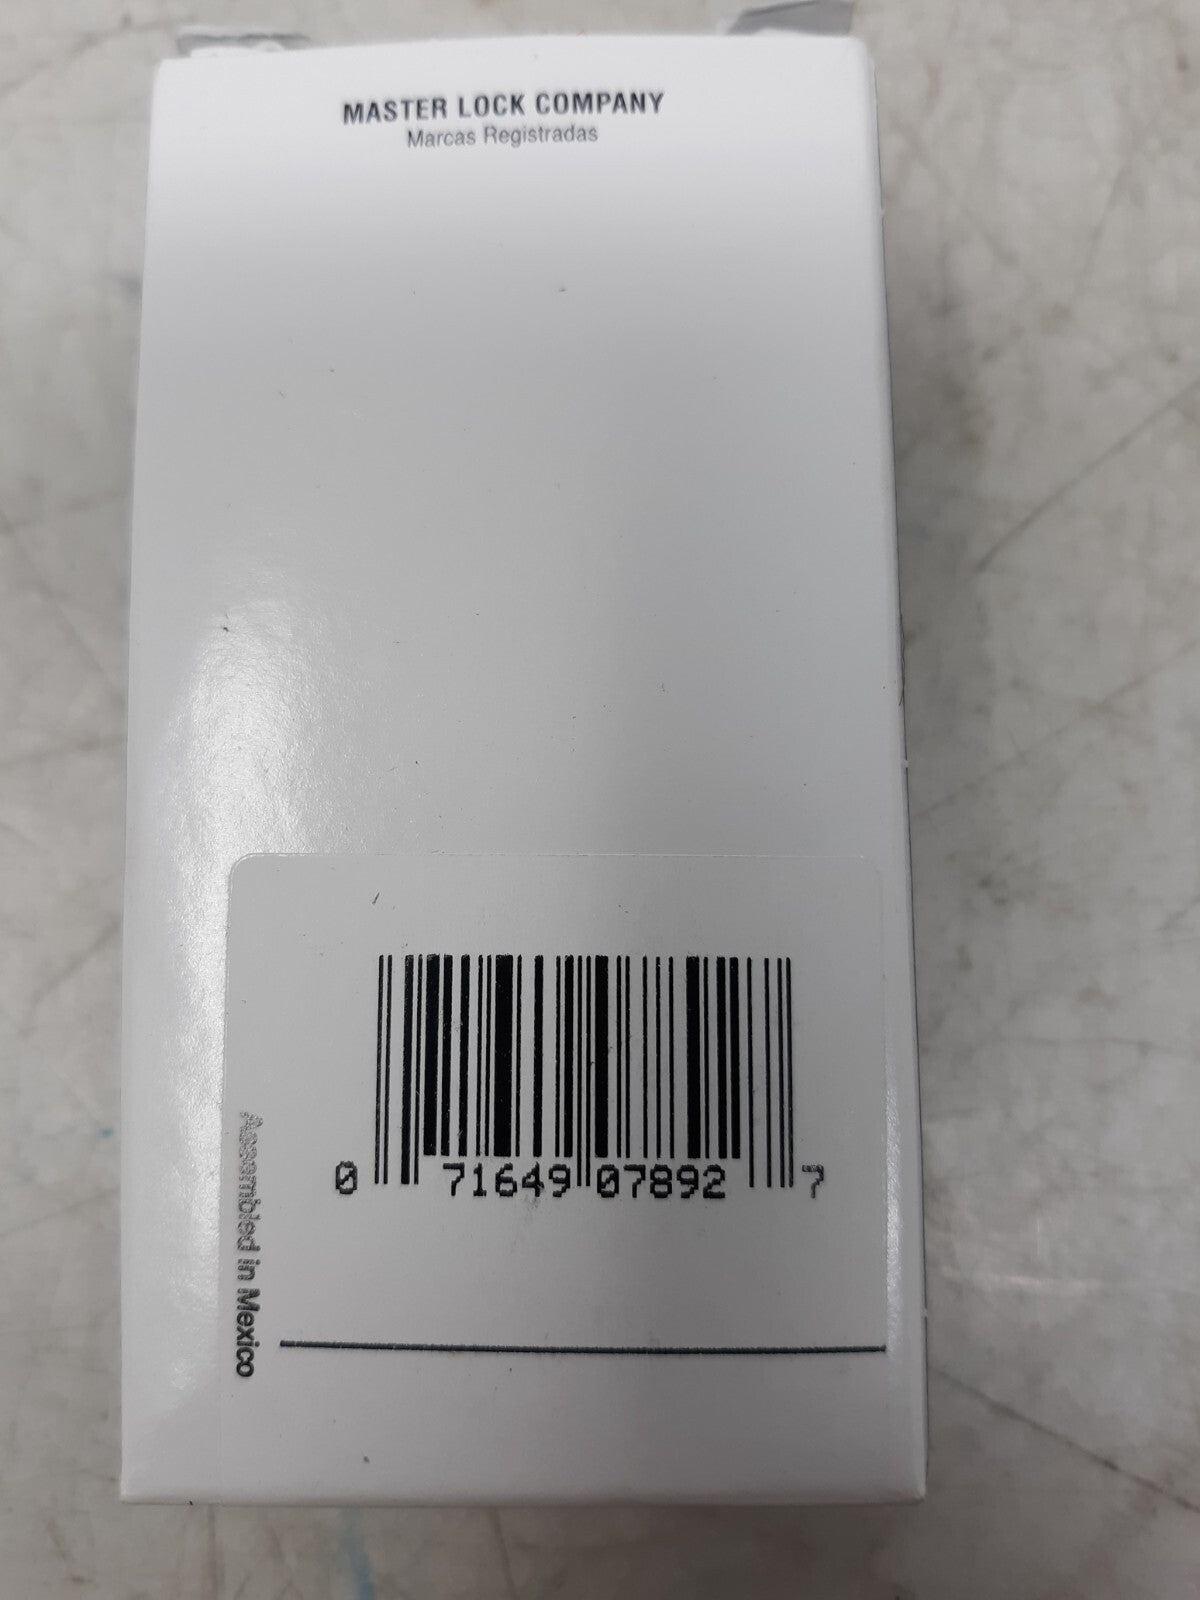 MASTER LOCK COMPANY
Marcas Registradas
0 71649 07892 7
Assembled in Mexico